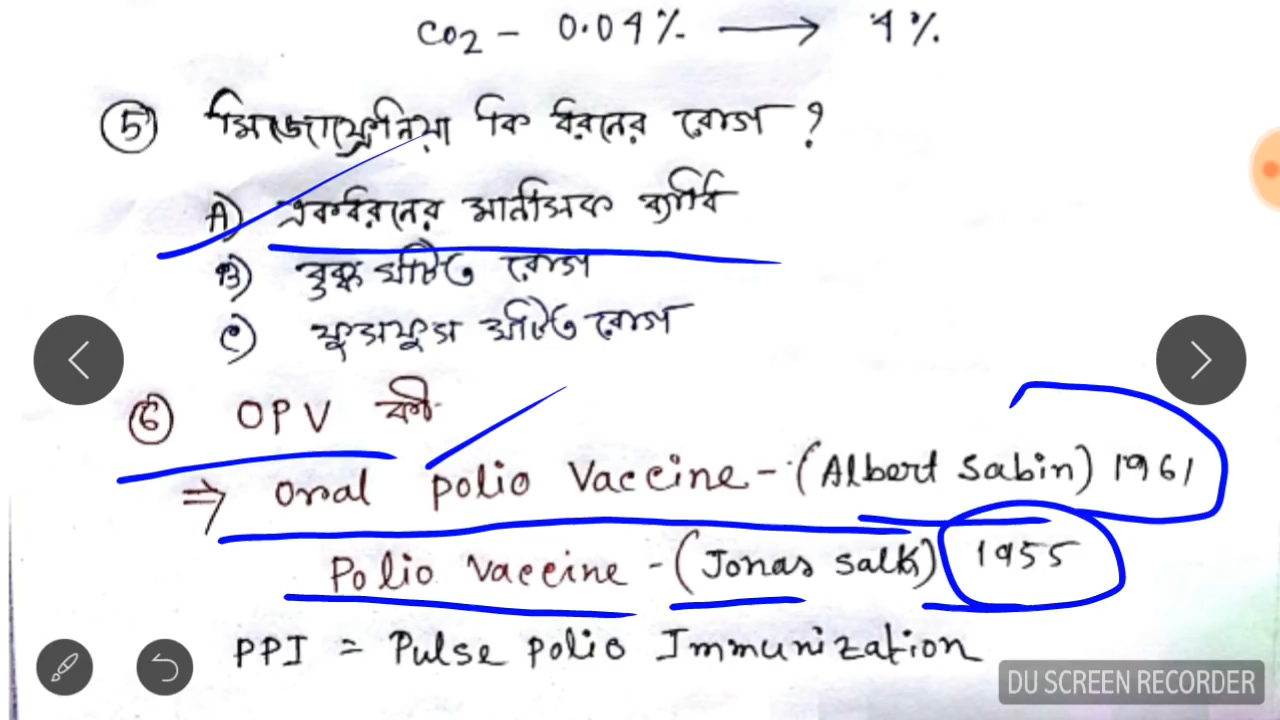 CO2 - 0.04% → 4%
⑤ সিজোফ্রেনিয়া কি ধরনের রোগ ?
A) একধরনের মানসিক ব্যাধি
B) বৃক্ক ঘটিত রোগ
C) ফুসফুস ঘটিত রোগ
⑥ OPV কী
⇒ Oral polio vaccine - (Albert Sabin) 1961
Polio vaccine - (Jonas Salk) 1955
PPI = Pulse polio Immunization
DU SCREEN RECORDER